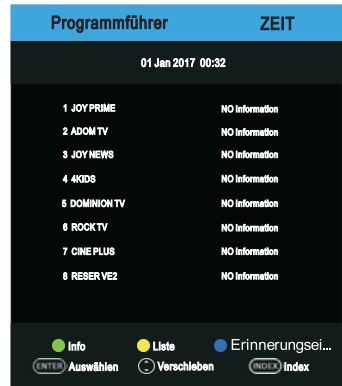 Programmführer ZEIT
01 Jan 2017 00:32
1 JOY PRIME NO Information
2 ADOM TV NO Information
3 JOY NEWS NO Information
4 4KIDS NO Information
5 DOMINION TV NO Information
6 ROCK TV NO Information
7 CINE PLUS NO Information
8 RESER VE2 NO Information
Info Liste Erinnerungsei...
ENTER Auswählen Verschieben INDEX Index